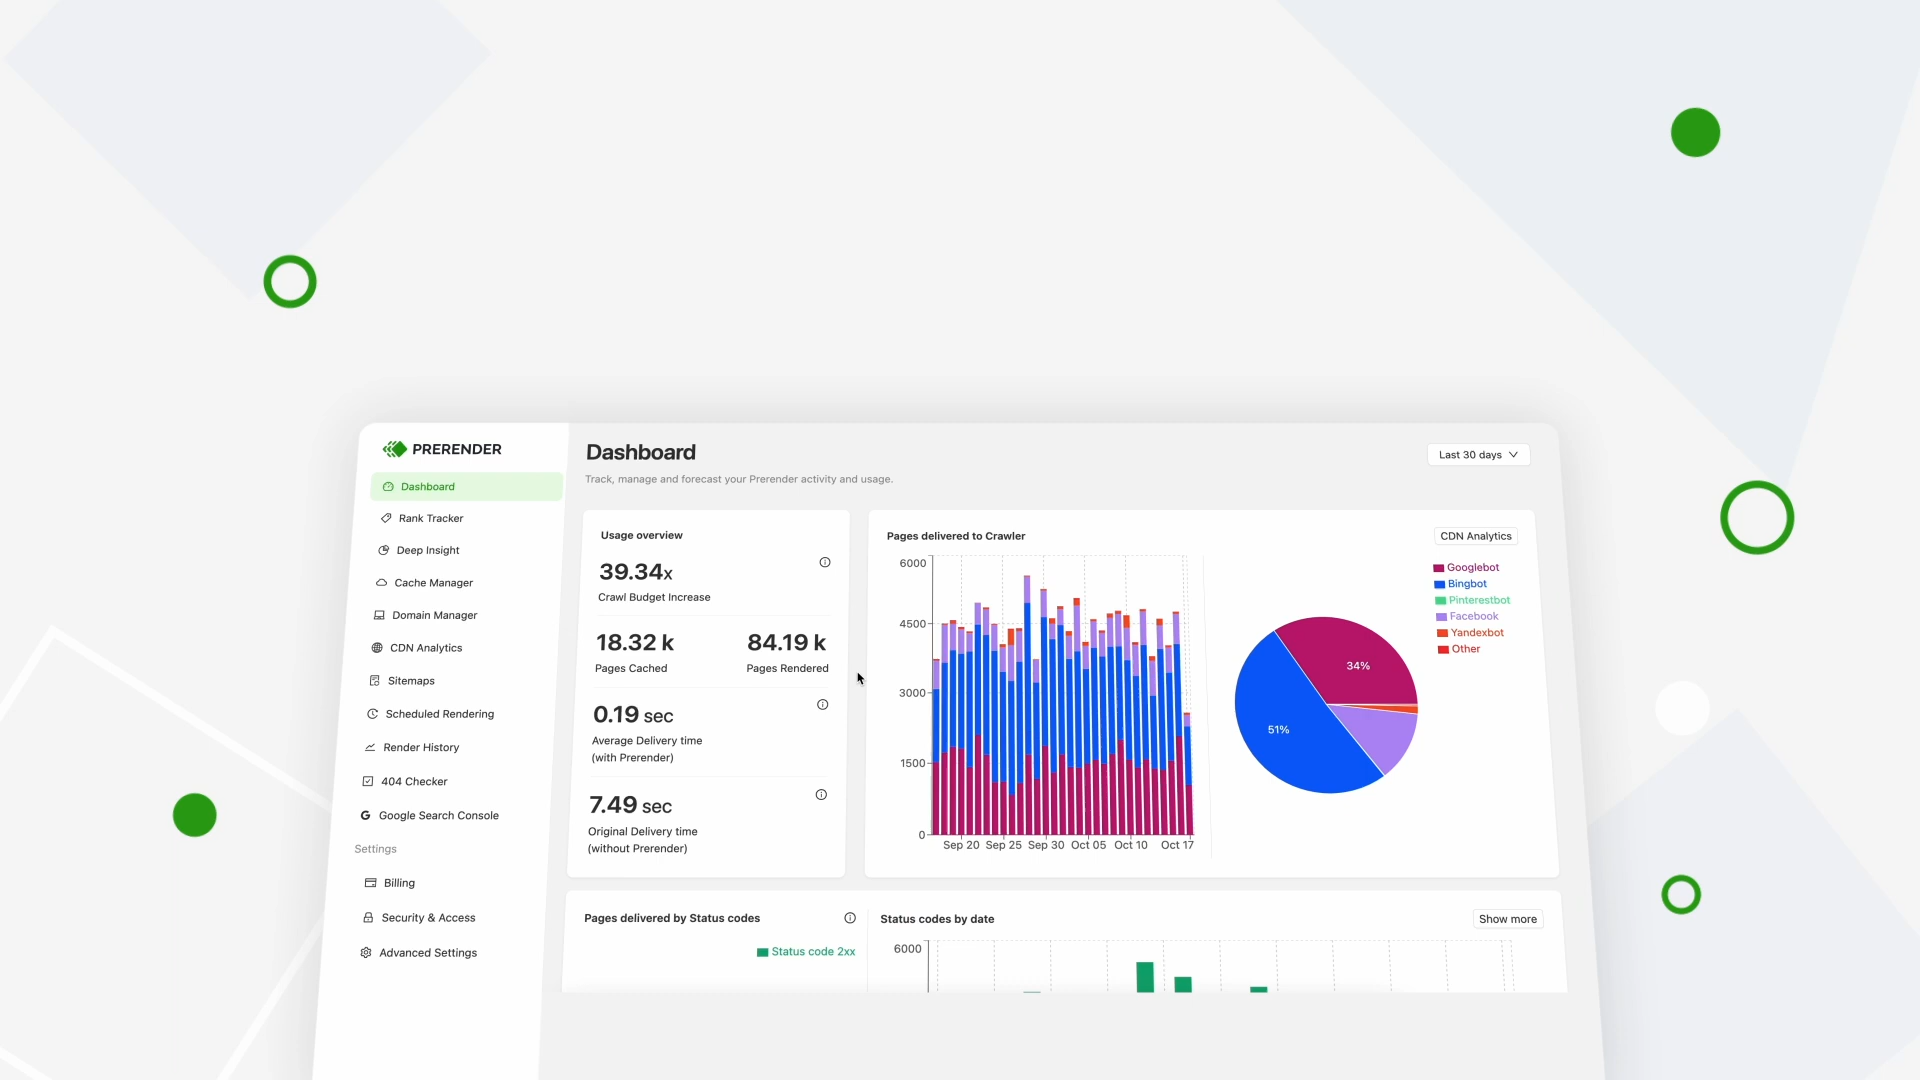 PRERENDER
Dashboard
Rank Tracker
Deep Insight
Cache Manager
Domain Manager
CDN Analytics
Sitemaps
Scheduled Rendering
Render History
404 Checker
Google Search Console
Settings
Billing
Security & Access
Advanced Settings
Dashboard
Track, manage and forecast your Prerender activity and usage.
Last 30 days
Usage overview
39.34x
Crawl Budget Increase
18.32 k
Pages Cached
84.19 k
Pages Rendered
0.19 sec
Average Delivery time
(with Prerender)
7.49 sec
Original Delivery time
(without Prerender)
Pages delivered to Crawler
CDN Analytics
6000
4500
3000
1500
0
Sep 20 Sep 25 Sep 30 Oct 05 Oct 10 Oct 17
34%
51%
Googlebot
Bingbot
Pinterestbot
Facebook
Yandexbot
Other
Pages delivered by Status codes
Status code 2xx
Status codes by date
Show more
6000